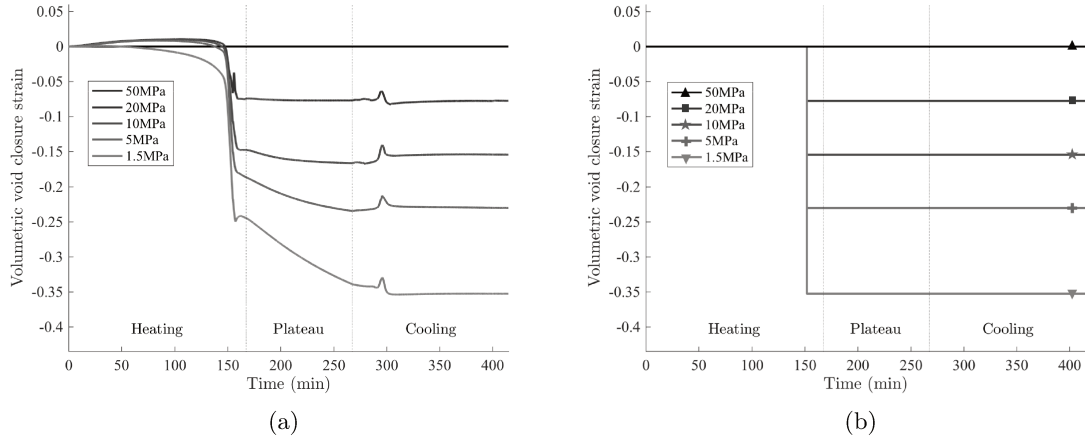 0.05
0
-0.05
-0.1
-0.15
-0.2
-0.25
-0.3
-0.35
-0.4
Volumetric void closure strain
50MPa
20MPa
10MPa
5MPa
1.5MPa
Heating
Plateau
Cooling
0 50 100 150 200 250 300 350 400
Time (min)
(a)
0.05
0
-0.05
-0.1
-0.15
-0.2
-0.25
-0.3
-0.35
-0.4
Volumetric void closure strain
50MPa
20MPa
10MPa
5MPa
1.5MPa
Heating
Plateau
Cooling
0 50 100 150 200 250 300 350 400
Time (min)
(b)